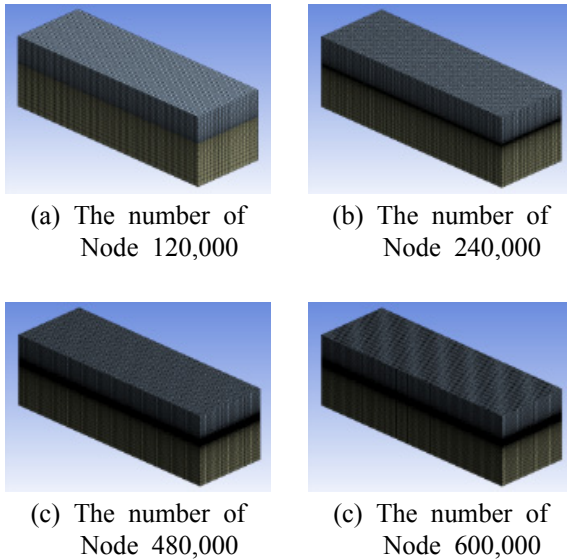 (a) The number of
Node 120,000
(b) The number of
Node 240,000
(c) The number of
Node 480,000
(c) The number of
Node 600,000